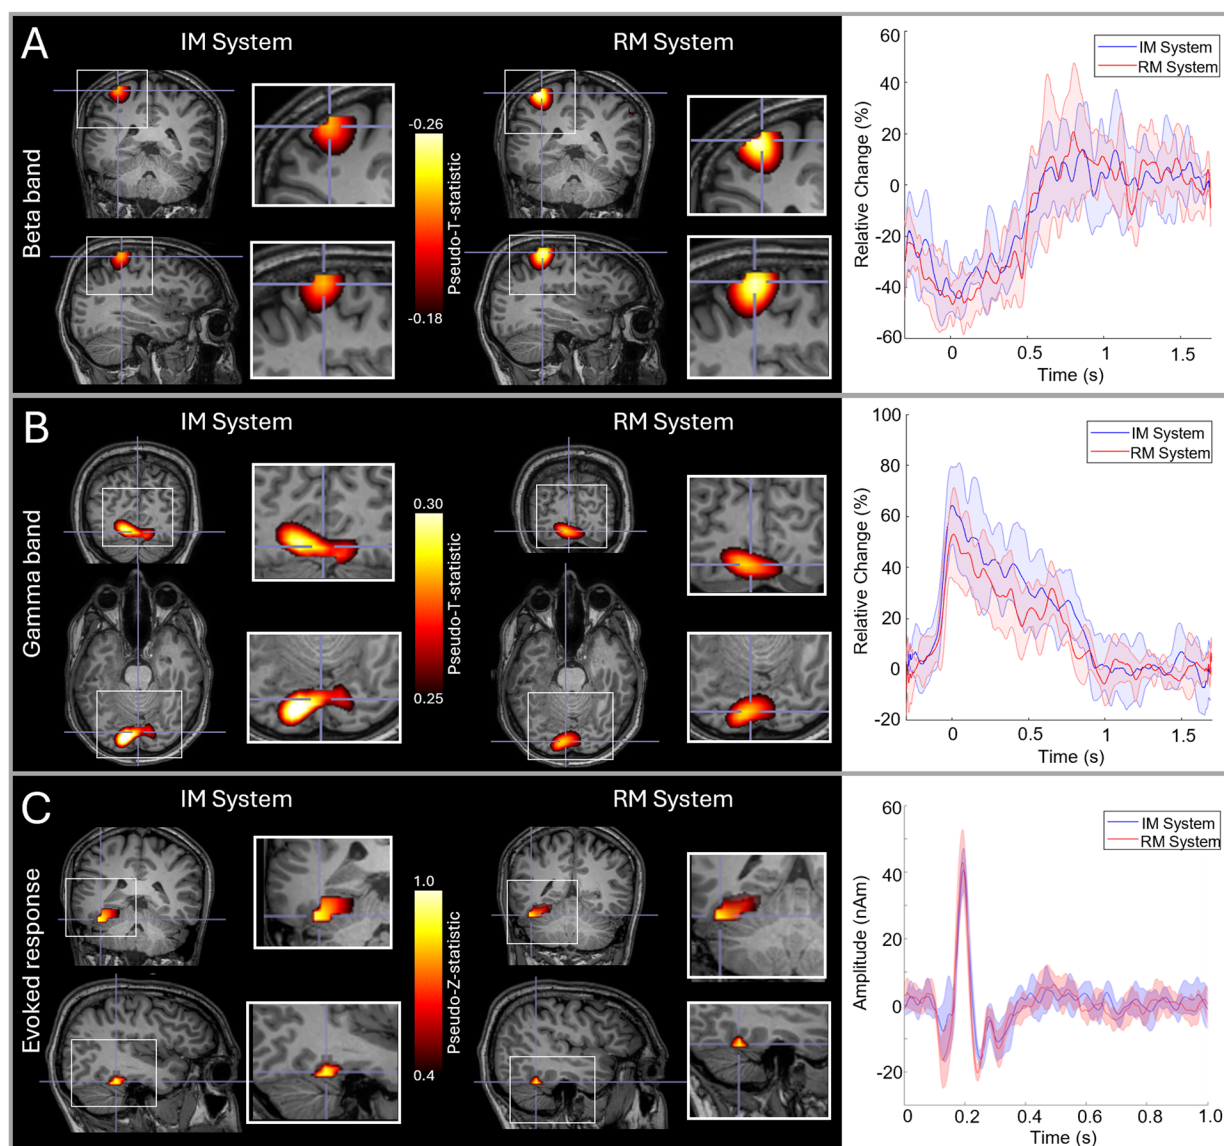 A
IM System
RM System
Beta band
-0.26
Pseudo-T-statistic
-0.18
60
40
20
0
-20
-40
-60
Relative Change (%)
IM System
RM System
0
0.5
1
1.5
Time (s)
B
IM System
RM System
Gamma band
0.30
Pseudo-T-statistic
0.25
100
80
60
40
20
0
-20
Relative Change (%)
IM System
RM System
0
0.5
1
1.5
Time (s)
C
IM System
RM System
Evoked response
1.0
Pseudo-Z-statistic
0.4
60
40
20
0
-20
Amplitude (nAm)
IM System
RM System
0
0.2
0.4
0.6
0.8
1.0
Time (s)